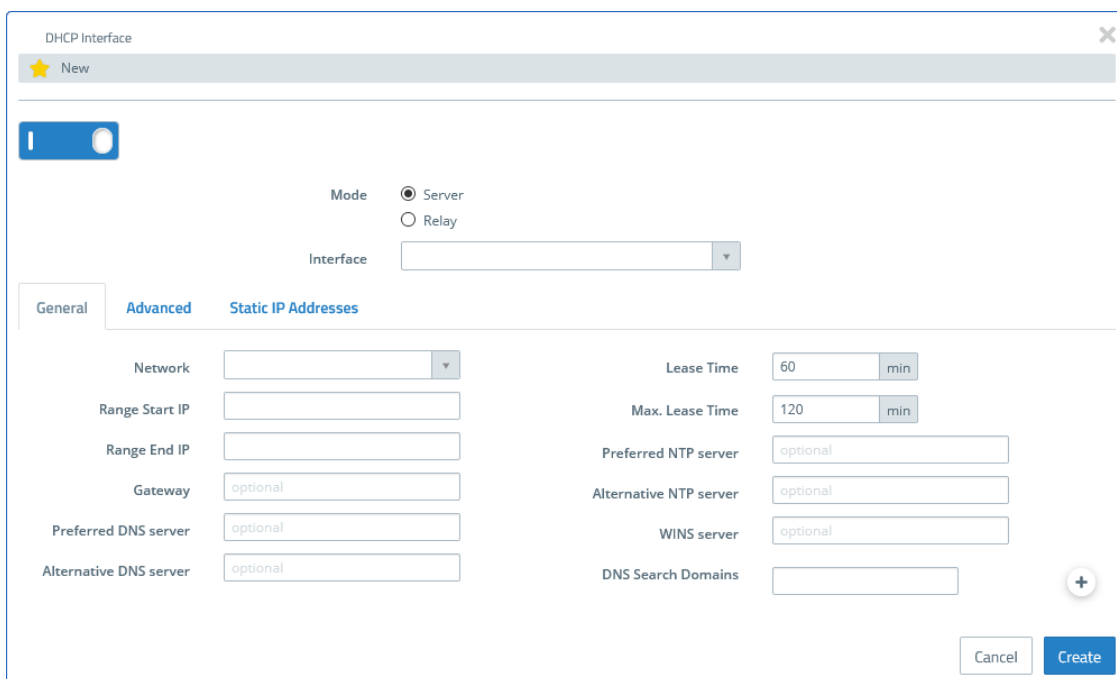 DHCP Interface
New
Mode
Server
Relay
Interface
General Advanced Static IP Addresses
Network
Range Start IP
Range End IP
Gateway optional
Preferred DNS server optional
Alternative DNS server optional
Lease Time 60 min
Max. Lease Time 120 min
Preferred NTP server optional
Alternative NTP server optional
WINS server optional
DNS Search Domains
Cancel Create